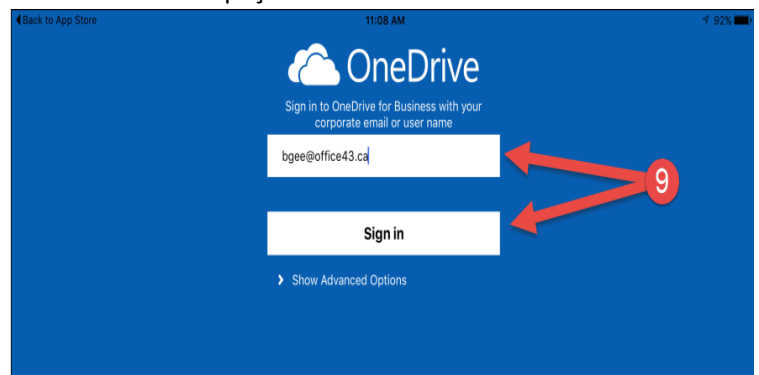 Back to App Store 11:08 AM 92%
OneDrive
Sign in to OneDrive for Business with your
corporate email or user name
bgee@office43.ca
9
Sign in
Show Advanced Options